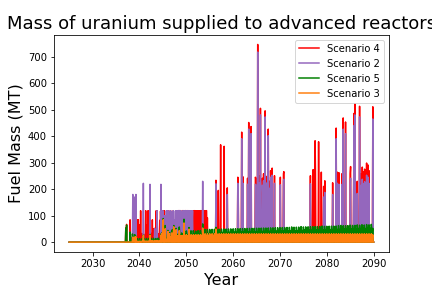 Mass of uranium supplied to advanced reactors
Fuel Mass (MT)
700
600
500
400
300
200
100
0
Scenario 4
Scenario 2
Scenario 5
Scenario 3
2030 2040 2050 2060 2070 2080 2090
Year